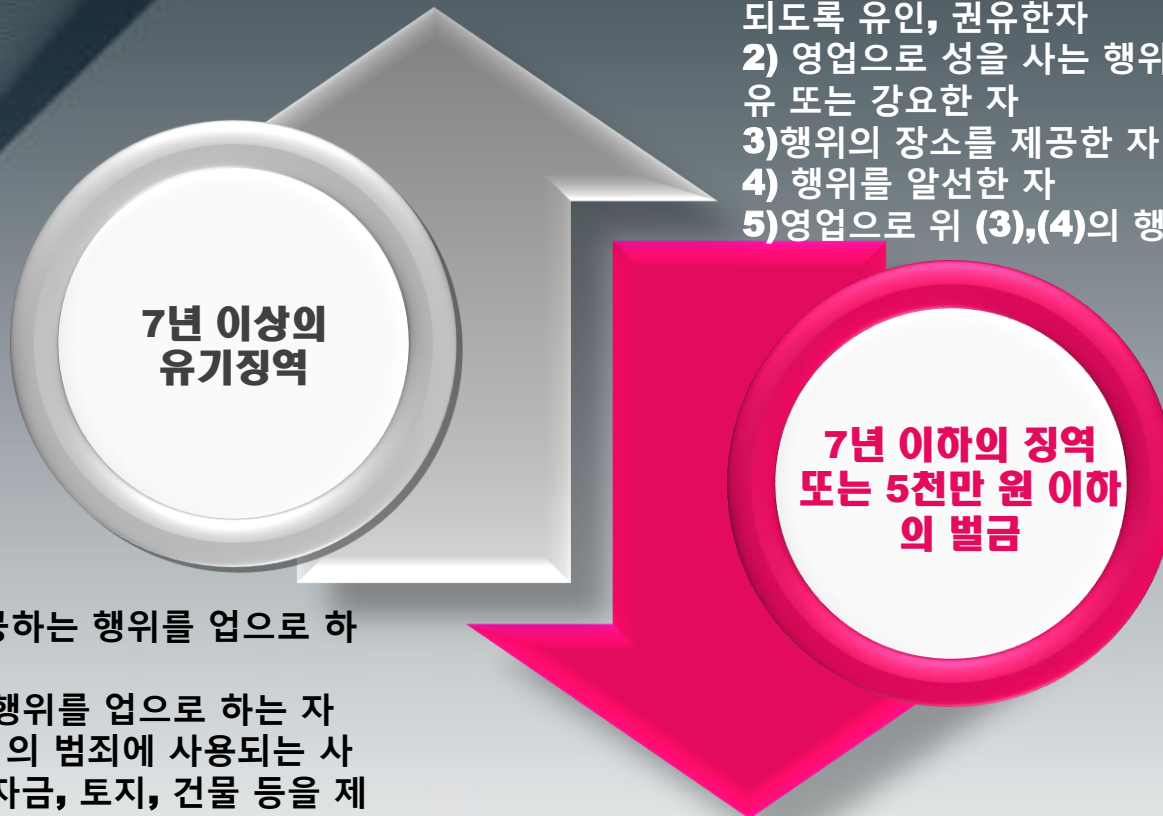 되도록 유인, 권유한자
2) 영업으로 성을 사는 행위
유 또는 강요한 자
3)행위의 장소를 제공한 자
4) 행위를 알선한 자
5)영업으로 위 (3),(4)의 행
7년 이상의
유기징역
7년 이하의 징역
또는 5천만 원 이하
의 벌금
공하는 행위를 업으로 하
행위를 업으로 하는 자
의 범죄에 사용되는 사
자금, 토지, 건물 등을 제